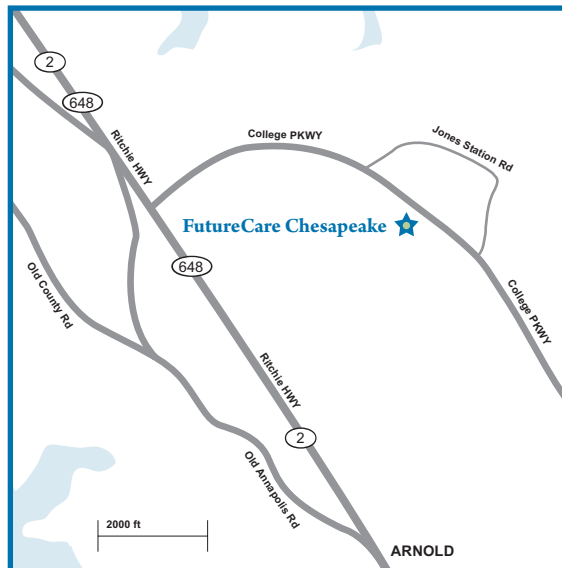 2
648
Ritchie HWY
College PKWY
Jones Station Rd
FutureCare Chesapeake
648
Old County Rd
College PKWY
Ritchie HWY
2
Old Annapolis Rd
2000 ft
ARNOLD